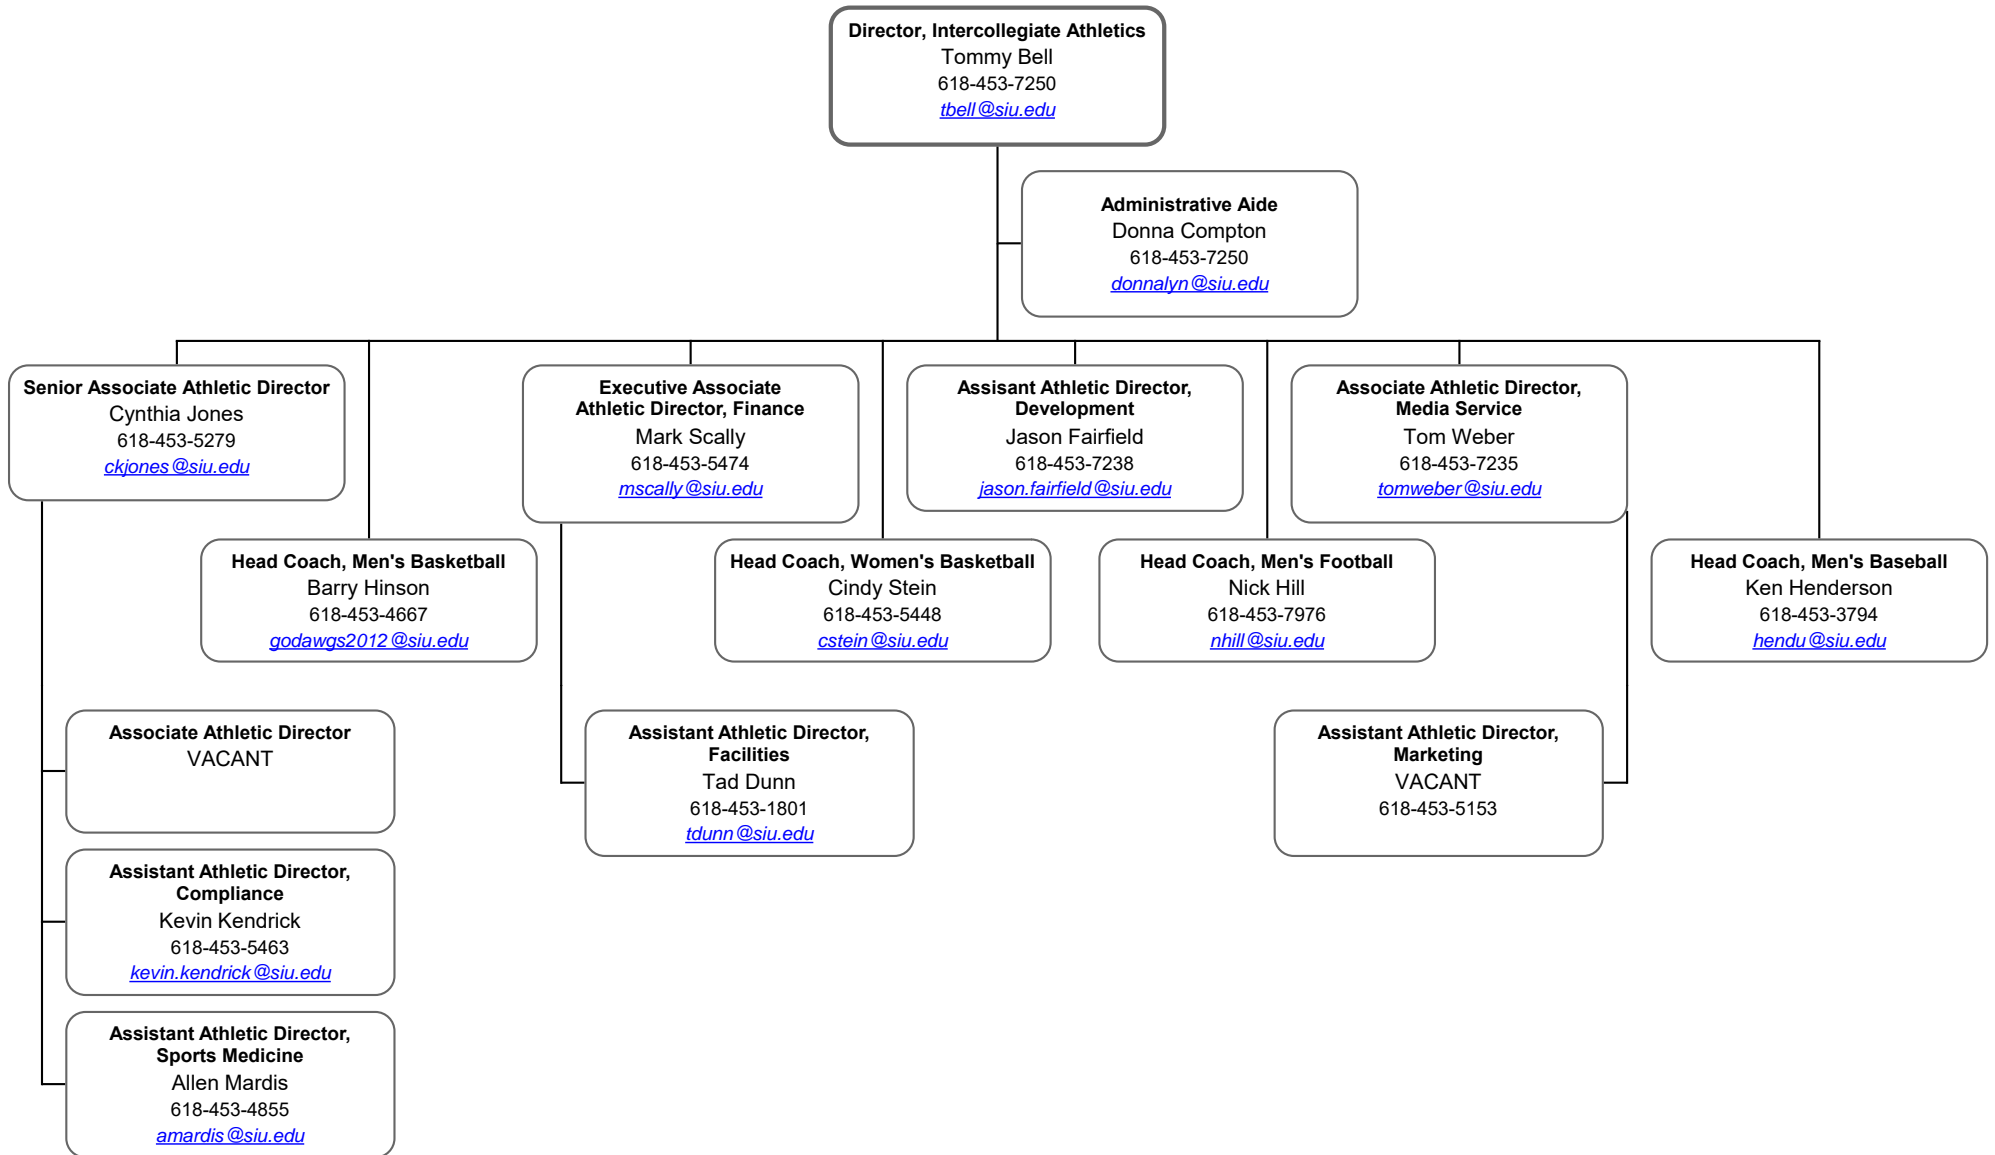 Director, Intercollegiate Athletics
Tommy Bell
618-453-7250
tbell@siu.edu
Administrative Aide
Donna Compton
618-453-7250
donnalyn@siu.edu
Senior Associate Athletic Director
Cynthia Jones
618-453-5279
ckjones@siu.edu
Executive Associate
Athletic Director, Finance
Mark Scally
618-453-5474
mscally@siu.edu
Assisant Athletic Director,
Development
Jason Fairfield
618-453-7238
jason.fairfield@siu.edu
Associate Athletic Director,
Media Service
Tom Weber
618-453-7235
tomweber@siu.edu
Head Coach, Men's Basketball
Barry Hinson
618-453-4667
godawgs2012@siu.edu
Head Coach, Women's Basketball
Cindy Stein
618-453-5448
cstein@siu.edu
Head Coach, Men's Football
Nick Hill
618-453-7976
nhill@siu.edu
Head Coach, Men's Baseball
Ken Henderson
618-453-3794
hendu@siu.edu
Associate Athletic Director
VACANT
Assistant Athletic Director,
Facilities
Tad Dunn
618-453-1801
tdunn@siu.edu
Assistant Athletic Director,
Marketing
VACANT
618-453-5153
Assistant Athletic Director,
Compliance
Kevin Kendrick
618-453-5463
kevin.kendrick@siu.edu
Assistant Athletic Director,
Sports Medicine
Allen Mardis
618-453-4855
amardis@siu.edu